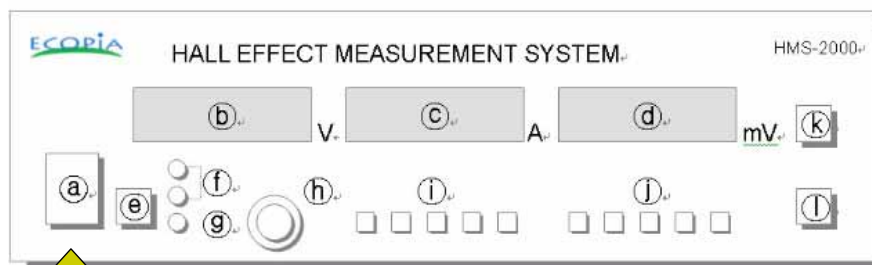 ECOPIA
HALL EFFECT MEASUREMENT SYSTEM
HMS-2000
ⓑ V ⓒ A ⓓ mV ⓚ
ⓐ ⓔ ⓕ ⓖ ⓗ ⓘ ⓙ ⓛ